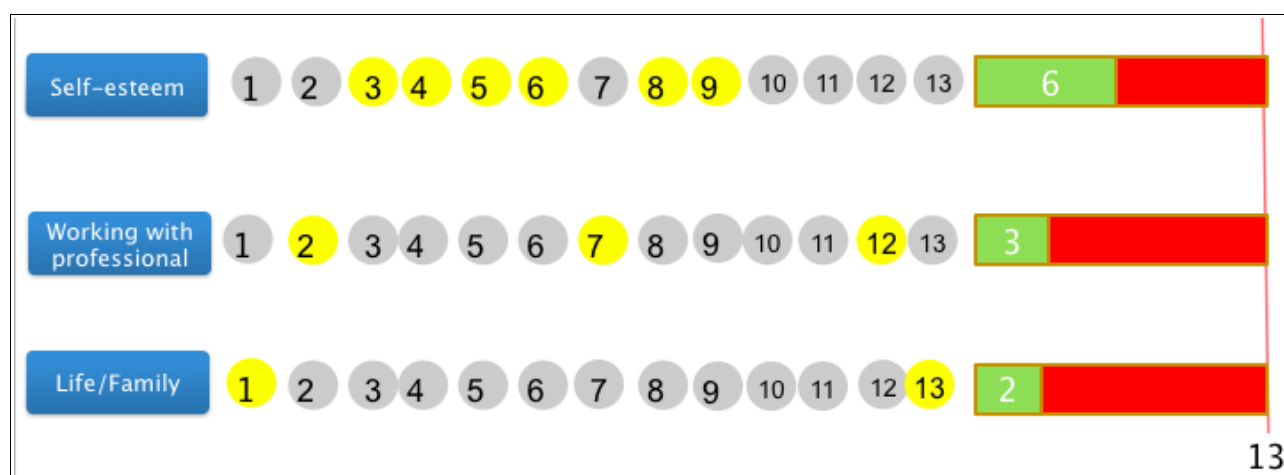 Self-esteem 1 2 3 4 5 6 7 8 9 10 11 12 13 6
Working with
professional 1 2 3 4 5 6 7 8 9 10 11 12 13 3
Life/Family 1 2 3 4 5 6 7 8 9 10 11 12 13 2
13